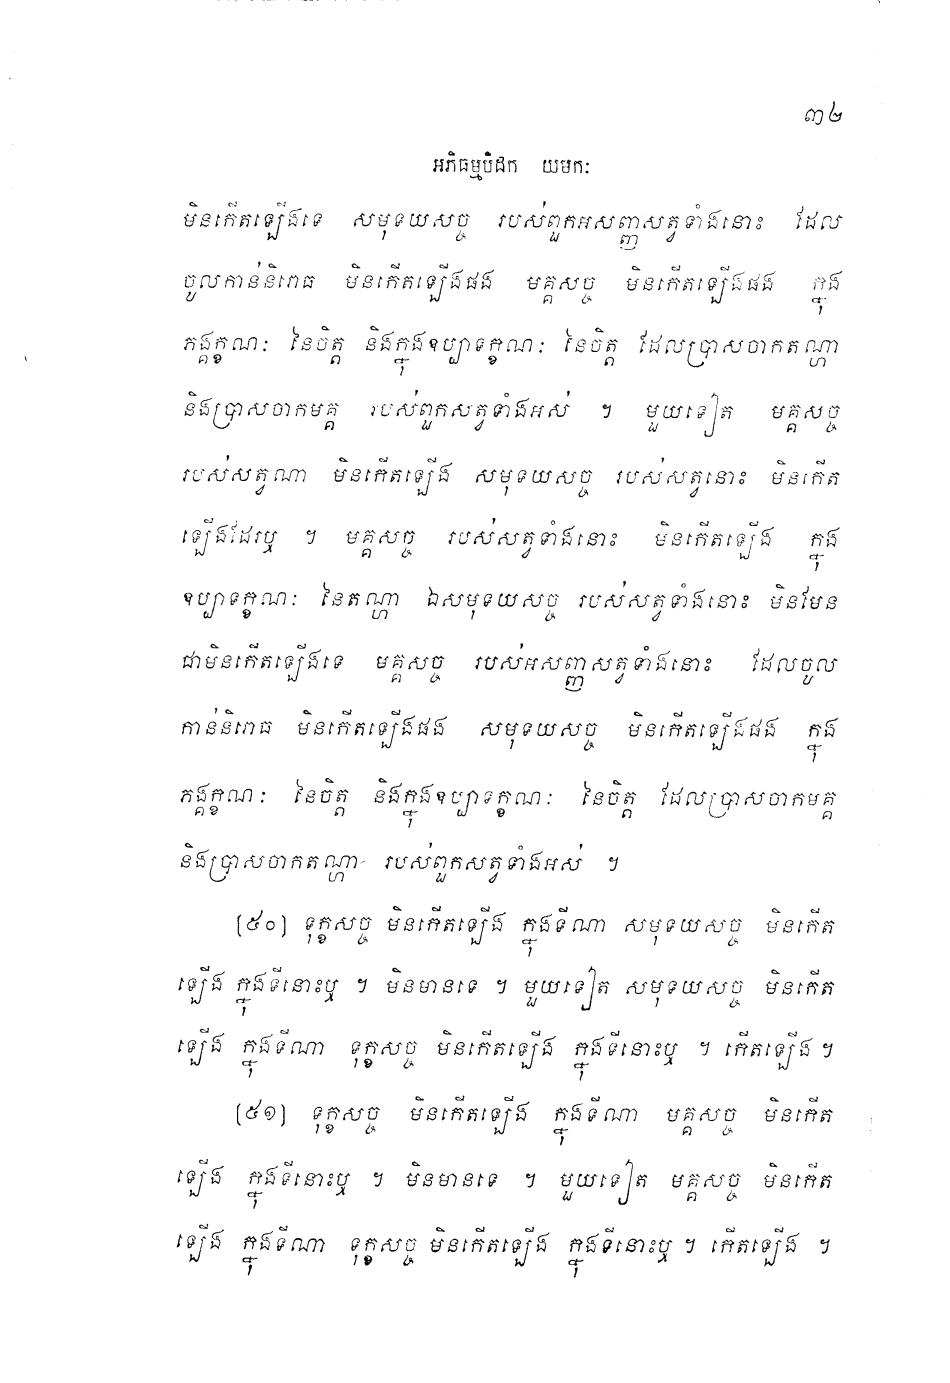 ៣២
អភិធម្មបិដក យមកៈ
មិនកើតឡើងទេ សមុទយសច្ច របស់ពួកអសញ្ញសត្វទាំងនោះ ដែល
ចូលកាន់និរោធ មិនកើតឡើងផង មគ្គសច្ច មិនកើតឡើងផង ក្នុង
ភង្គក្ខណៈ នៃចិត្ត និងក្នុងឧប្បាទក្ខណៈ នៃចិត្ត ដែលប្រាសចាកតណ្ហា
និងប្រាសចាកមគ្គ របស់ពួកសត្វទាំងអស់ ។ មួយទៀត មគ្គសច្ច
របស់សត្វណា មិនកើតឡើង សមុទយសច្ច របស់សត្វនោះ មិនកើត
ឡើងដែរឬ ។ មគ្គសច្ច របស់សត្វទាំងនោះ មិនកើតឡើង ក្នុង
ឧប្បាទក្ខណៈ នៃតណ្ហា ឯសមុទយសច្ច របស់សត្វទាំងនោះ មិនមែន
ជាមិនកើតឡើងទេ មគ្គសច្ច របស់អសញ្ញសត្វទាំងនោះ ដែលចូល
កាន់និរោធ មិនកើតឡើងផង សមុទយសច្ច មិនកើតឡើងផង ក្នុង
ភង្គក្ខណៈ នៃចិត្ត និងក្នុងឧប្បាទក្ខណៈ នៃចិត្ត ដែលប្រាសចាកមគ្គ
និងប្រាសចាកតណ្ហា របស់ពួកសត្វទាំងអស់ ។
[៥០] ទុក្ខសច្ច មិនកើតឡើង ក្នុងទីណា សមុទយសច្ច មិនកើត
ឡើង ក្នុងទីនោះឬ ។ មិនមានទេ ។ មួយទៀត សមុទយសច្ច មិនកើត
ឡើង ក្នុងទីណា ទុក្ខសច្ច មិនកើតឡើង ក្នុងទីនោះឬ ។ កើតឡើង ។
[៥១] ទុក្ខសច្ច មិនកើតឡើង ក្នុងទីណា មគ្គសច្ច មិនកើត
ឡើង ក្នុងទីនោះឬ ។ មិនមានទេ ។ មួយទៀត មគ្គសច្ច មិនកើត
ឡើង ក្នុងទីណា ទុក្ខសច្ច មិនកើតឡើង ក្នុងទីនោះឬ ។ កើតឡើង ។